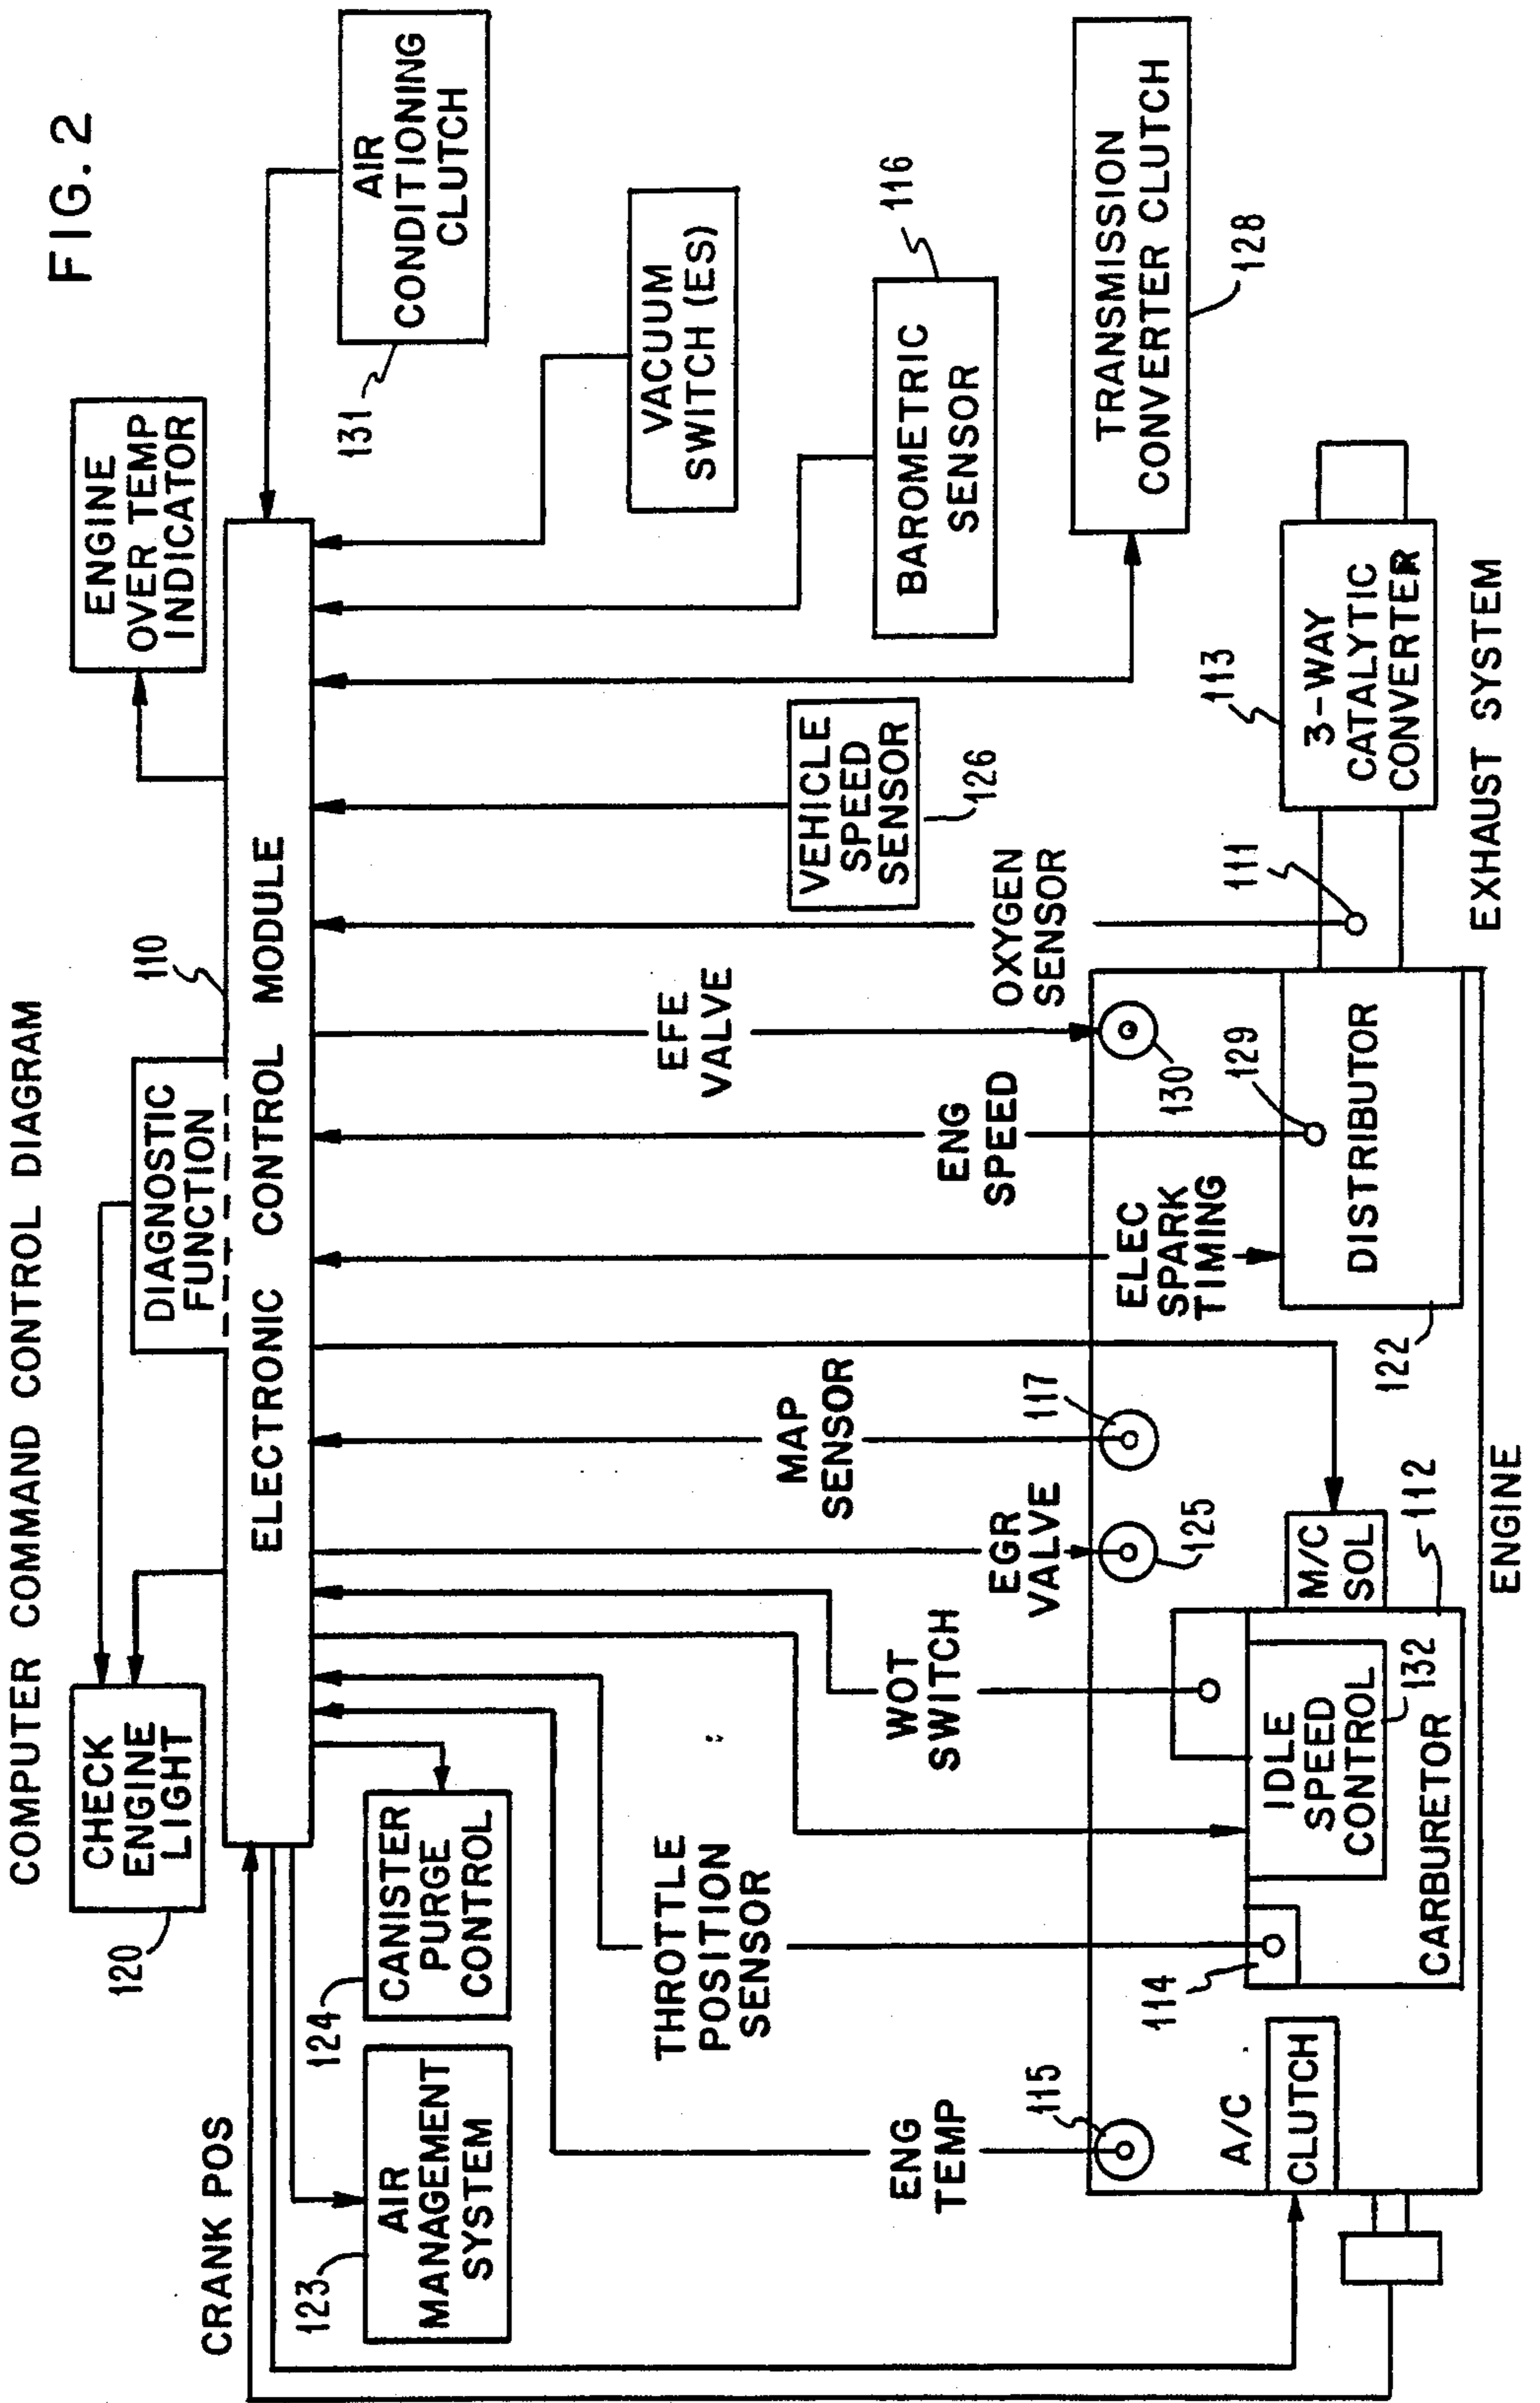 COMPUTER COMMAND CONTROL DIAGRAM
FIG. 2
120
CHECK
ENGINE
LIGHT
DIAGNOSTIC
FUNCTION
110
ENGINE
OVER TEMP
INDICATOR
ELECTRONIC CONTROL MODULE
CRANK POS
123
AIR
MANAGEMENT
SYSTEM
124
CANISTER
PURGE
CONTROL
131
AIR
CONDITIONING
CLUTCH
VACUUM
SWITCH (ES)
116
BAROMETRIC
SENSOR
TRANSMISSION
CONVERTER CLUTCH
128
VEHICLE
SPEED
SENSOR
126
THROTTLE
POSITION
SENSOR
ENG
TEMP
WOT
SWITCH
EGR
VALVE
MAP
SENSOR
ELEC
SPARK
TIMING
ENG
SPEED
EFE
VALVE
OXYGEN
SENSOR
115
114
125
117
130
129
111
113
A/C
CLUTCH
IDLE
SPEED
CONTROL
132
CARBURETOR
M/C
SOL
112
122
DISTRIBUTOR
3-WAY
CATALYTIC
CONVERTER
ENGINE
EXHAUST SYSTEM